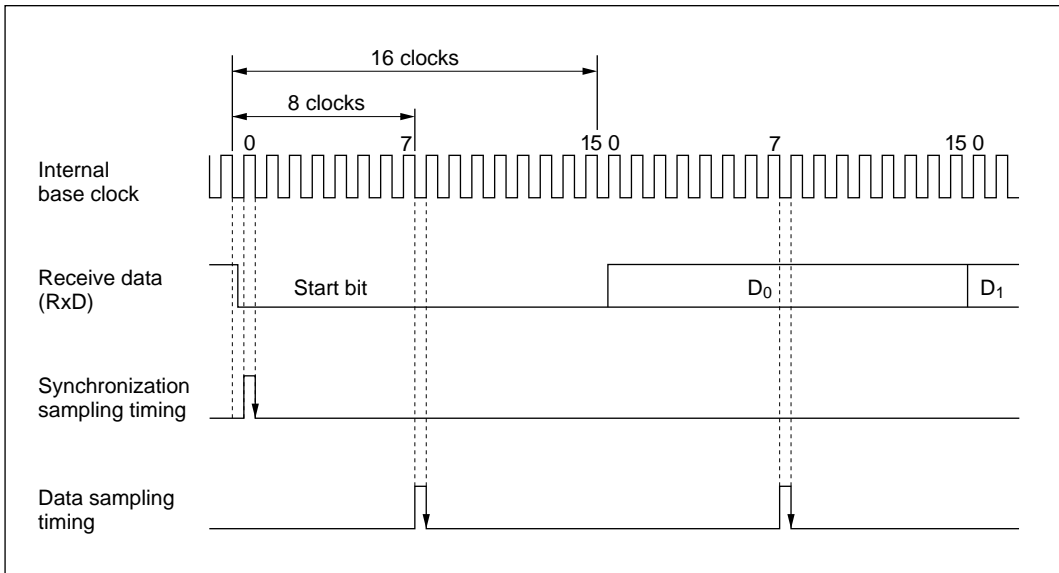 16 clocks
8 clocks
0 7 15 0 7 15 0
Internal
base clock
Receive data
(RxD)
Start bit D0 D1
Synchronization
sampling timing
Data sampling
timing